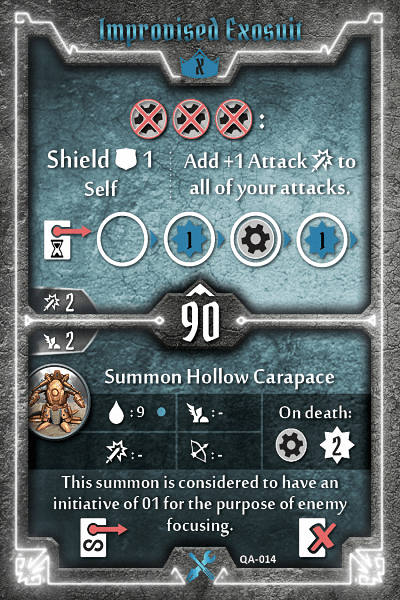 Improvised Exosuit
X
:
Shield 1
Self
Add +1 Attack to
all of your attacks.
1
1
2
90
2
Summon Hollow Carapace
: 9
: -
: -
: -
On death:
2
This summon is considered to have an
initiative of 01 for the purpose of enemy
focusing.
QA-014